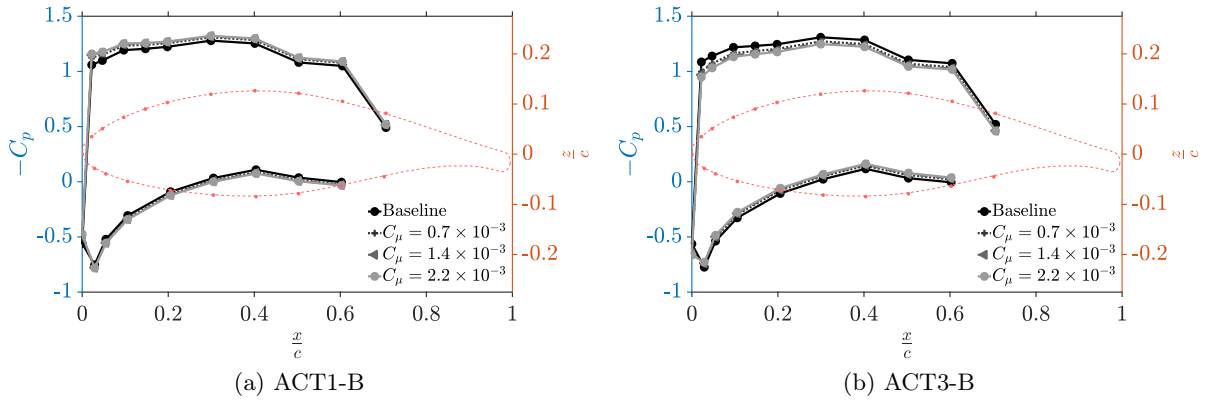 1.5
1
0.5
0
-0.5
-1
−C_p
0
0.2
0.4
0.6
0.8
1
x/c
0.2
0.1
0
-0.1
-0.2
z/c
Baseline
C_μ = 0.7 × 10^−3
C_μ = 1.4 × 10^−3
C_μ = 2.2 × 10^−3
(a) ACT1-B
1.5
1
0.5
0
-0.5
-1
−C_p
0
0.2
0.4
0.6
0.8
1
x/c
0.2
0.1
0
-0.1
-0.2
z/c
Baseline
C_μ = 0.7 × 10^−3
C_μ = 1.4 × 10^−3
C_μ = 2.2 × 10^−3
(b) ACT3-B